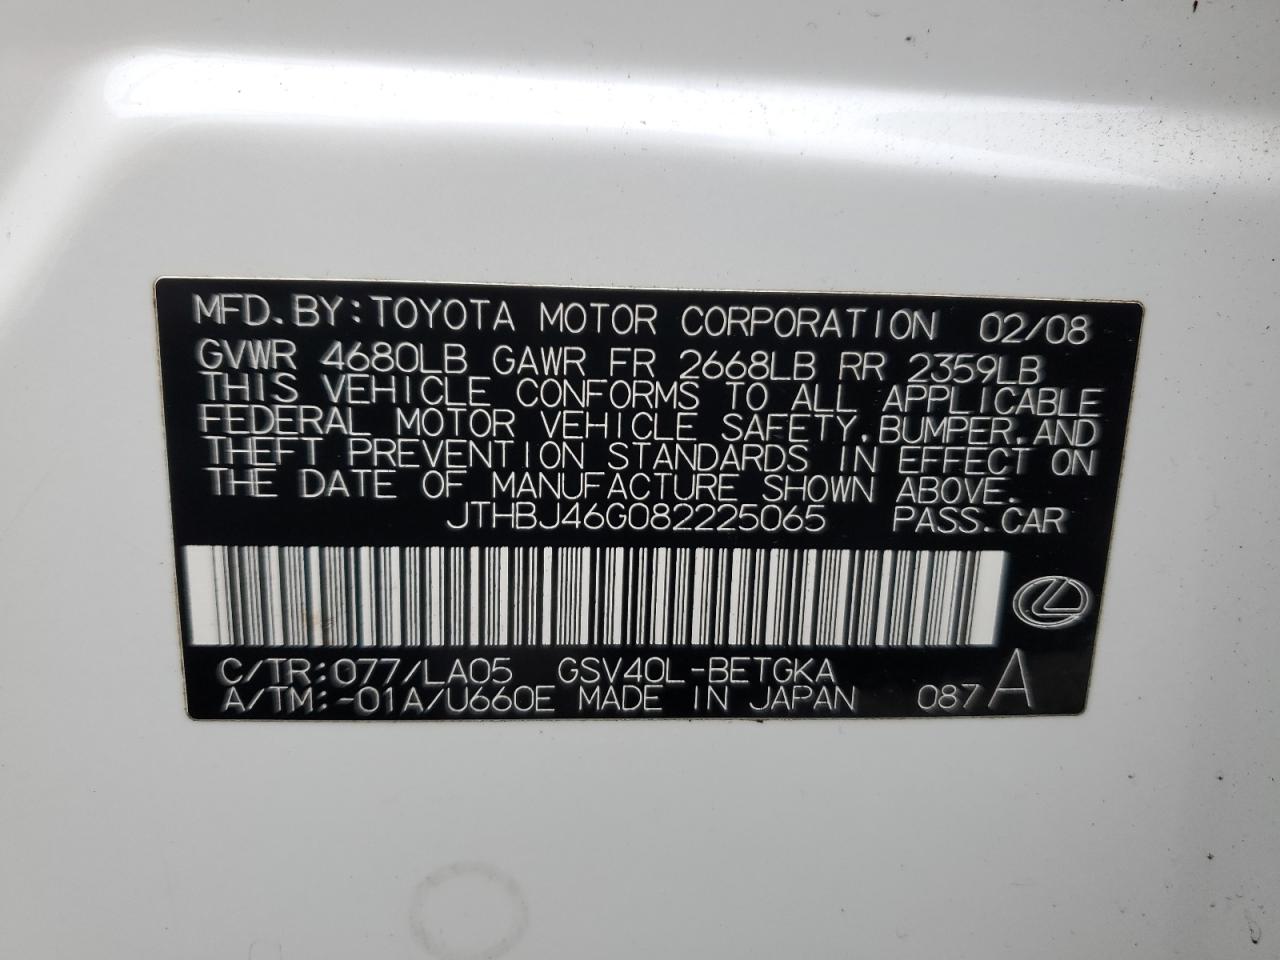 MFD. BY: TOYOTA MOTOR CORPORATION 02/08
GVWR 4680LB GAWR FR 2668LB RR 2359LB
THIS VEHICLE CONFORMS TO ALL APPLICABLE
FEDERAL MOTOR VEHICLE SAFETY, BUMPER, AND
THEFT PREVENTION STANDARDS IN EFFECT ON
THE DATE OF MANUFACTURE SHOWN ABOVE.
JTHBJ46G082225065 PASS. CAR
C/TR: 077/LA05 GSV40L-BETGKA
A/TM: -01A/U660E MADE IN JAPAN 087 A